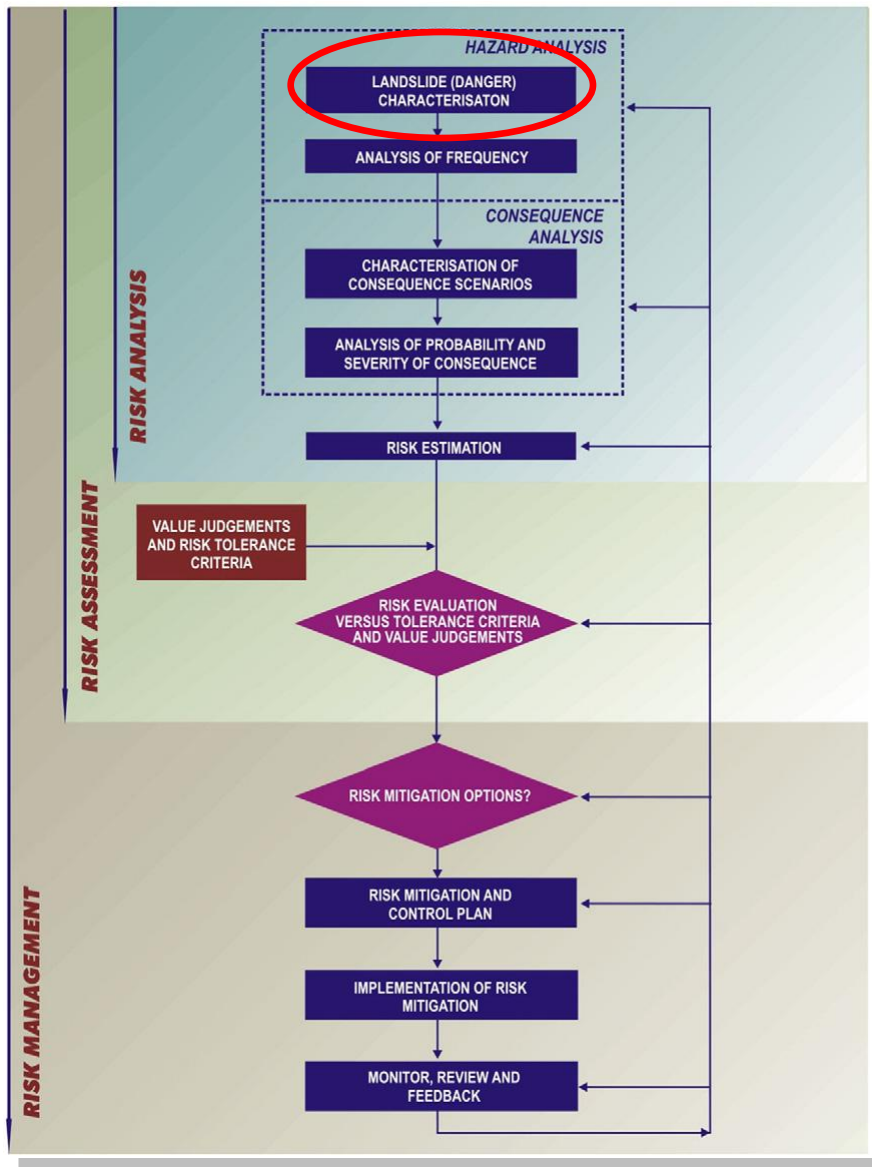 HAZARD ANALYSIS
LANDSLIDE (DANGER)
CHARACTERISATON
ANALYSIS OF FREQUENCY
CONSEQUENCE
ANALYSIS
CHARACTERISATION OF
CONSEQUENCE SCENARIOS
ANALYSIS OF PROBABILITY AND
SEVERITY OF CONSEQUENCE
RISK ANALYSIS
RISK ESTIMATION
VALUE JUDGEMENTS
AND RISK TOLERANCE
CRITERIA
RISK ASSESSMENT
RISK EVALUATION
VERSUS TOLERANCE CRITERIA
AND VALUE JUDGEMENTS
RISK MITIGATION OPTIONS?
RISK MITIGATION AND
CONTROL PLAN
RISK MANAGEMENT
IMPLEMENTATION OF RISK
MITIGATION
MONITOR, REVIEW AND
FEEDBACK